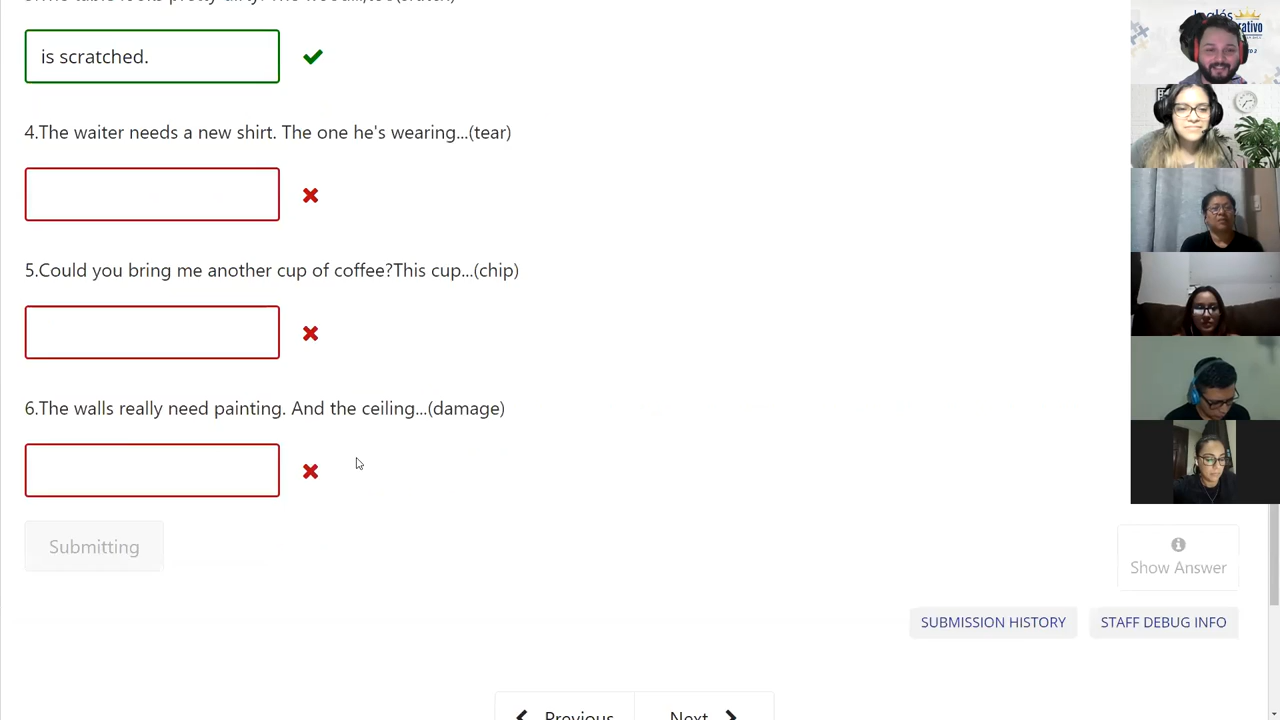 is scratched.
4.The waiter needs a new shirt. The one he's wearing...(tear)
5.Could you bring me another cup of coffee?This cup...(chip)
6.The walls really need painting. And the ceiling...(damage)
Submitting
Show Answer
SUBMISSION HISTORY
STAFF DEBUG INFO
Previous
Next
Inglés